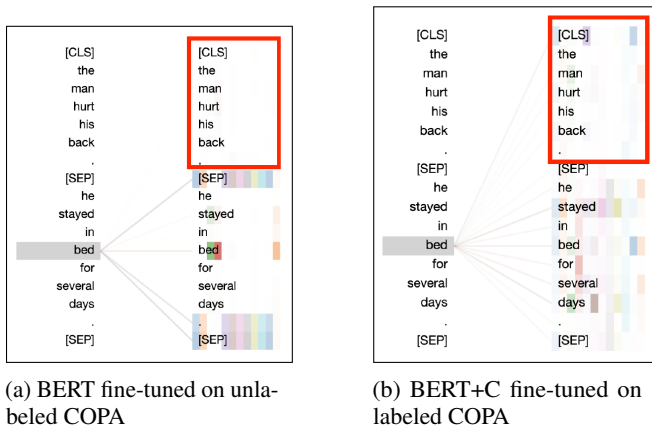 [CLS] [CLS]
the the
man man
hurt hurt
his his
back back
. .
[SEP] [SEP]
he he
stayed stayed
in in
bed bed
for for
several several
days days
. .
[SEP] [SEP]
(a) BERT fine-tuned on unla-
beled COPA
[CLS] [CLS]
the the
man man
hurt hurt
his his
back back
. .
[SEP] [SEP]
he he
stayed stayed
in in
bed bed
for for
several several
days days
. .
[SEP] [SEP]
(b) BERT+C fine-tuned on
labeled COPA